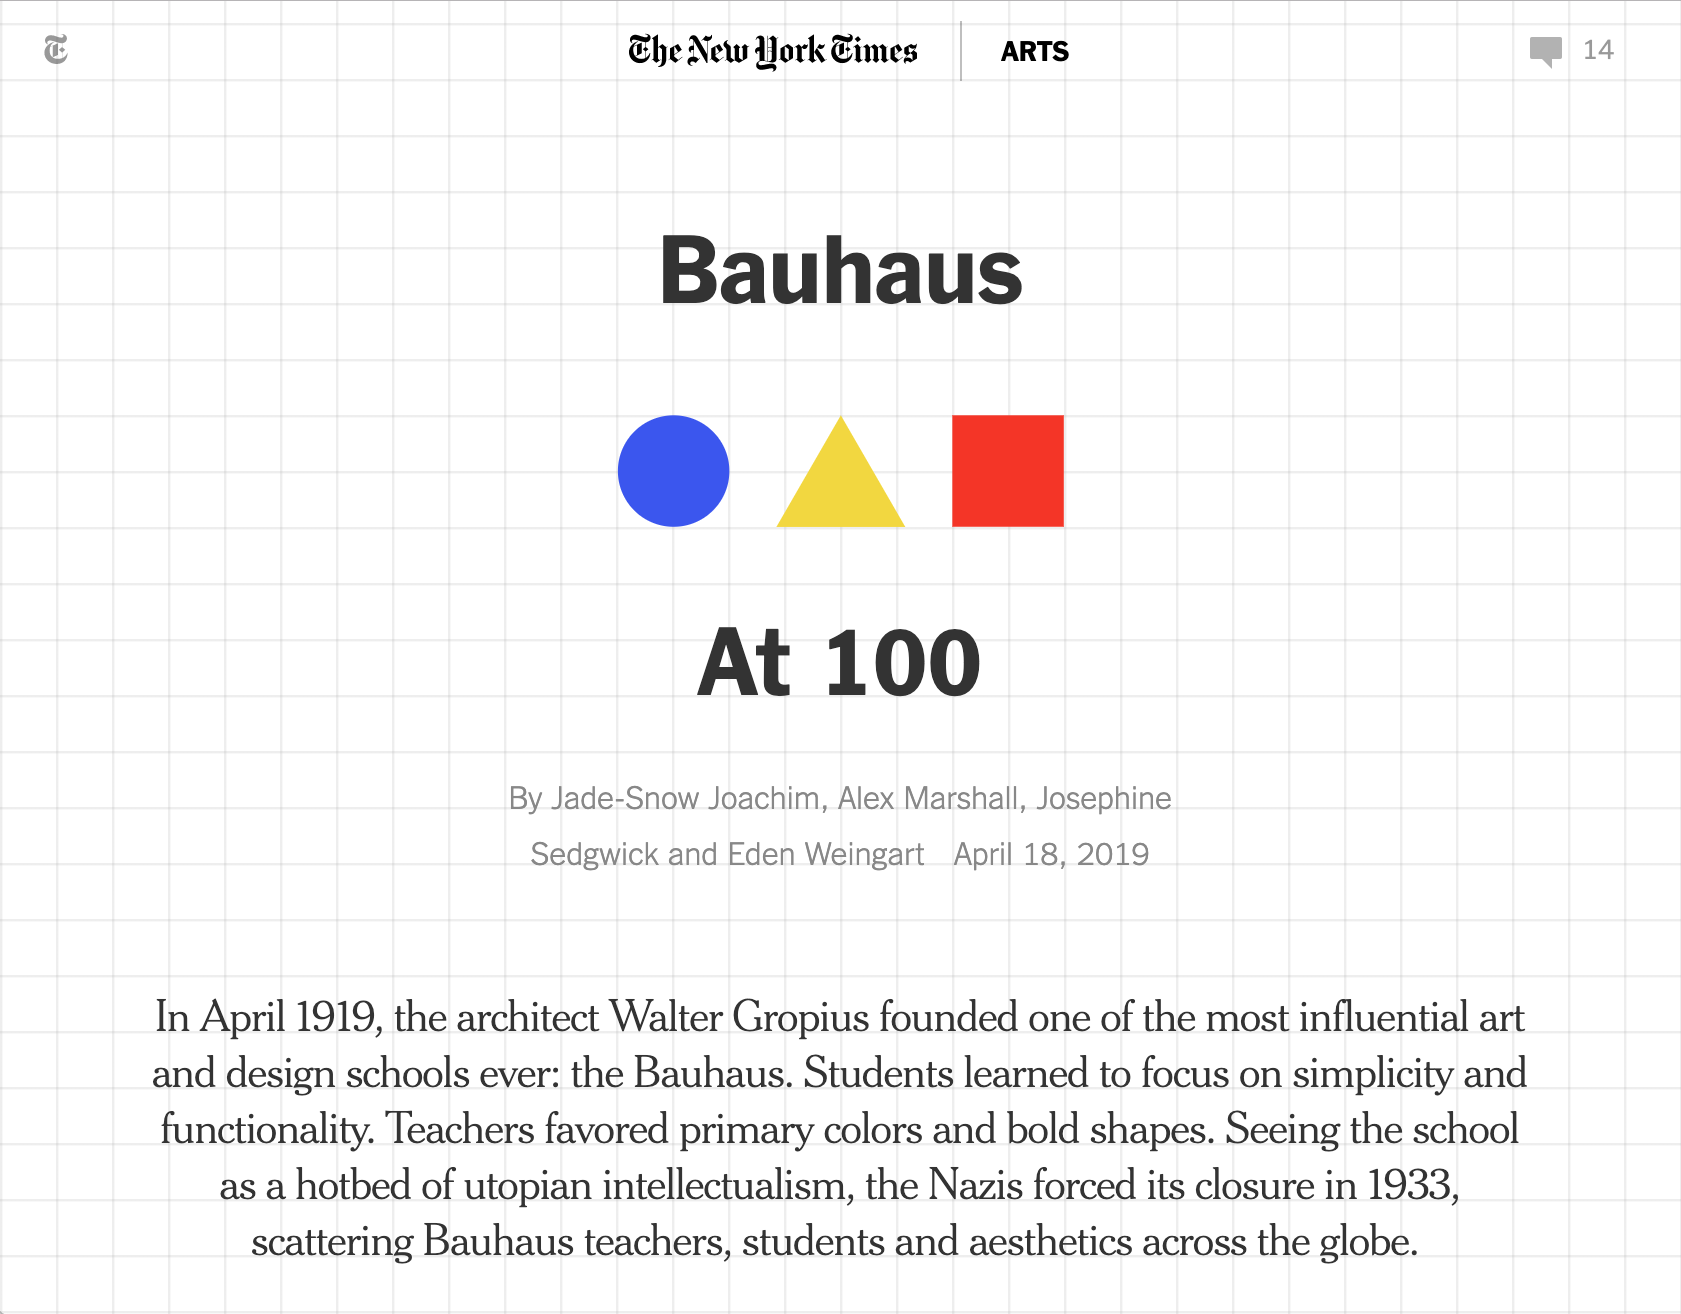 T
The New York Times
ARTS
14
Bauhaus
At 100
By Jade-Snow Joachim, Alex Marshall, Josephine
Sedgwick and Eden Weingart April 18, 2019
In April 1919, the architect Walter Gropius founded one of the most influential art
and design schools ever: the Bauhaus. Students learned to focus on simplicity and
functionality. Teachers favored primary colors and bold shapes. Seeing the school
as a hotbed of utopian intellectualism, the Nazis forced its closure in 1933,
scattering Bauhaus teachers, students and aesthetics across the globe.